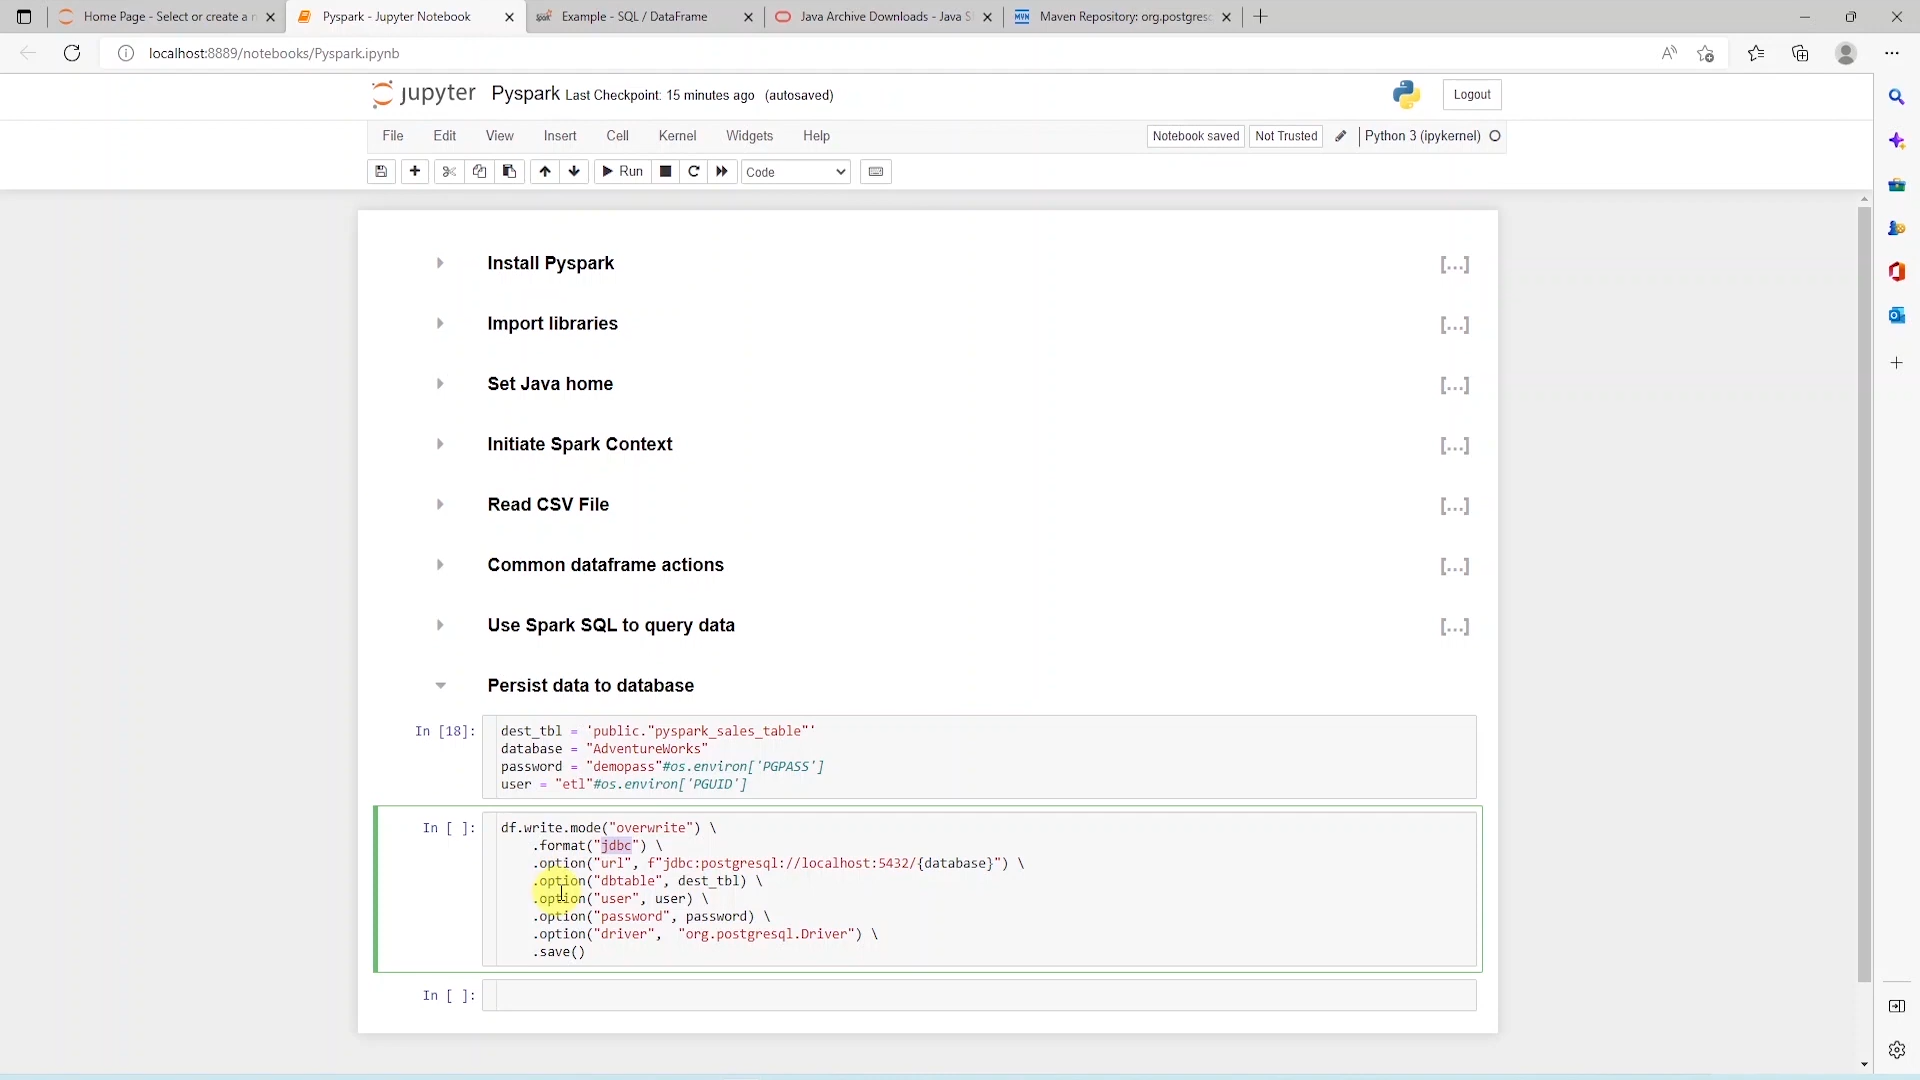 Home Page - Select or create a n
Pyspark - Jupyter Notebook
Example - SQL / DataFrame
Java Archive Downloads - Java S
Maven Repository: org.postgres
localhost:8889/notebooks/Pyspark.ipynb
jupyter Pyspark Last Checkpoint: 15 minutes ago (autosaved)
Logout
File Edit View Insert Cell Kernel Widgets Help
Notebook saved Not Trusted Python 3 (ipykernel)
Run Code
Install Pyspark [...]
Import libraries [...]
Set Java home [...]
Initiate Spark Context [...]
Read CSV File [...]
Common dataframe actions [...]
Use Spark SQL to query data [...]
Persist data to database
In [18]: dest_tbl = 'public."pyspark_sales_table"'
database = "AdventureWorks"
password = "demopass"#os.environ['PGPASS']
user = "etl"#os.environ['PGUID']
In [ ]: df.write.mode("overwrite") \
.format("jdbc") \
.option("url", f"jdbc:postgresql://localhost:5432/{database}") \
.option("dbtable", dest_tbl) \
.option("user", user) \
.option("password", password) \
.option("driver", "org.postgresql.Driver") \
.save()
In [ ]: